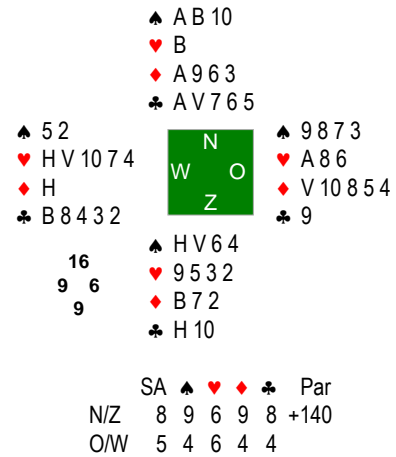 ♠ A B 10
♥ B
♦ A 9 6 3
♣ A V 7 6 5
♠ 5 2
♥ H V 10 7 4
♦ H
♣ B 8 4 3 2
N
W O
Z
♠ 9 8 7 3
♥ A 8 6
♦ V 10 8 5 4
♣ 9
16
9 6
9
♠ H V 6 4
♥ 9 5 3 2
♦ B 7 2
♣ H 10
SA ♠ ♥ ♦ ♣ Par
N/Z 8 9 6 9 8 +140
O/W 5 4 6 4 4